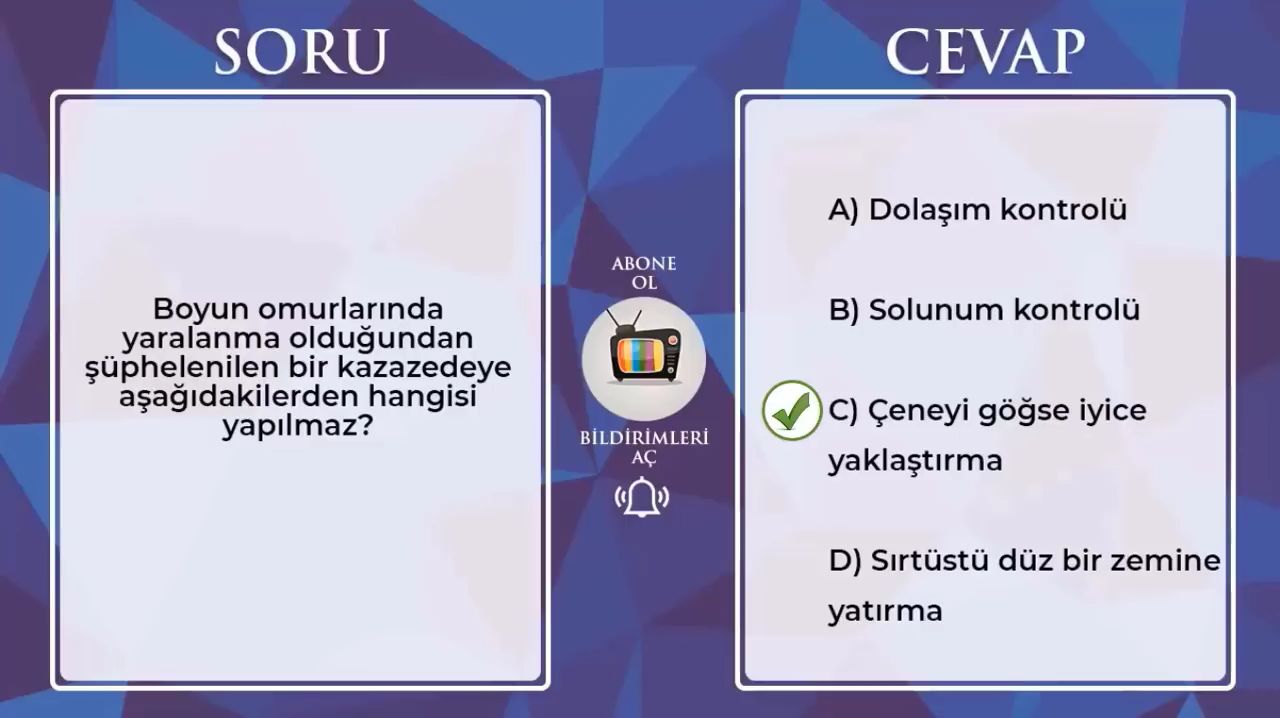 SORU
Boyun omurlarında
yaralanma olduğundan
şüphelenilen bir kazazedeye
aşağıdakilerden hangisi
yapılmaz?
ABONE
OL
BİLDİRİMLERİ
AÇ
CEVAP
A) Dolaşım kontrolü
B) Solunum kontrolü
C) Çeneyi göğse iyice
yaklaştırma
D) Sırtüstü düz bir zemine
yatırma